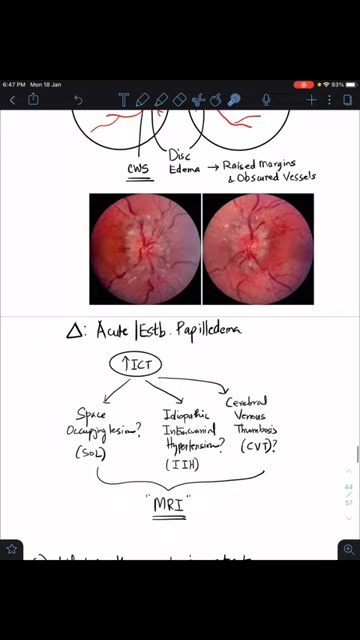 6:47 PM Mon 18 Jan
93%
Disc
Edema → Raised Margins
& Obscured Vessels
CWS
Δ: Acute/Estb. Papilledema
↑ICT
Space
Occupying lesion?
(SOL)
Idiopathic
Intracranial
Hypertension?
(IIH)
Cerebral
Venous
Thrombosis
(CVT)?
"MRI"
44
57